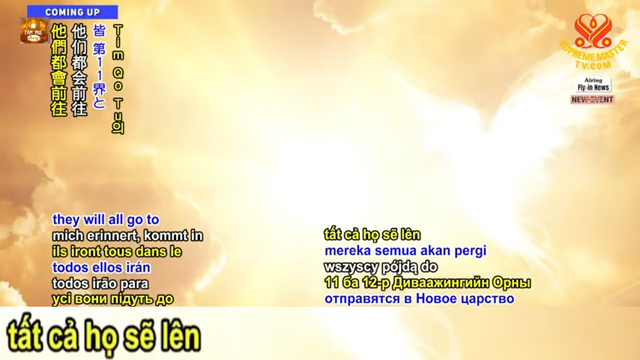 COMING UP
Tim Qo Tu의
皆 第11界と
他们都会前往
他們都會前往
SUPREME MASTER
TV.COM
Airing
Fly-in News
NEW-EVENT
they will all go to
mich erinnert, kommt in
ils iront tous dans le
todos ellos irán
todos irão para
усі вони підуть до
tất cả họ sẽ lên
mereka semua akan pergi
wszyscy pójdą do
11 ба 12-р Диваажингийн Орны
отправятся в Новое царство
tất cả họ sẽ lên